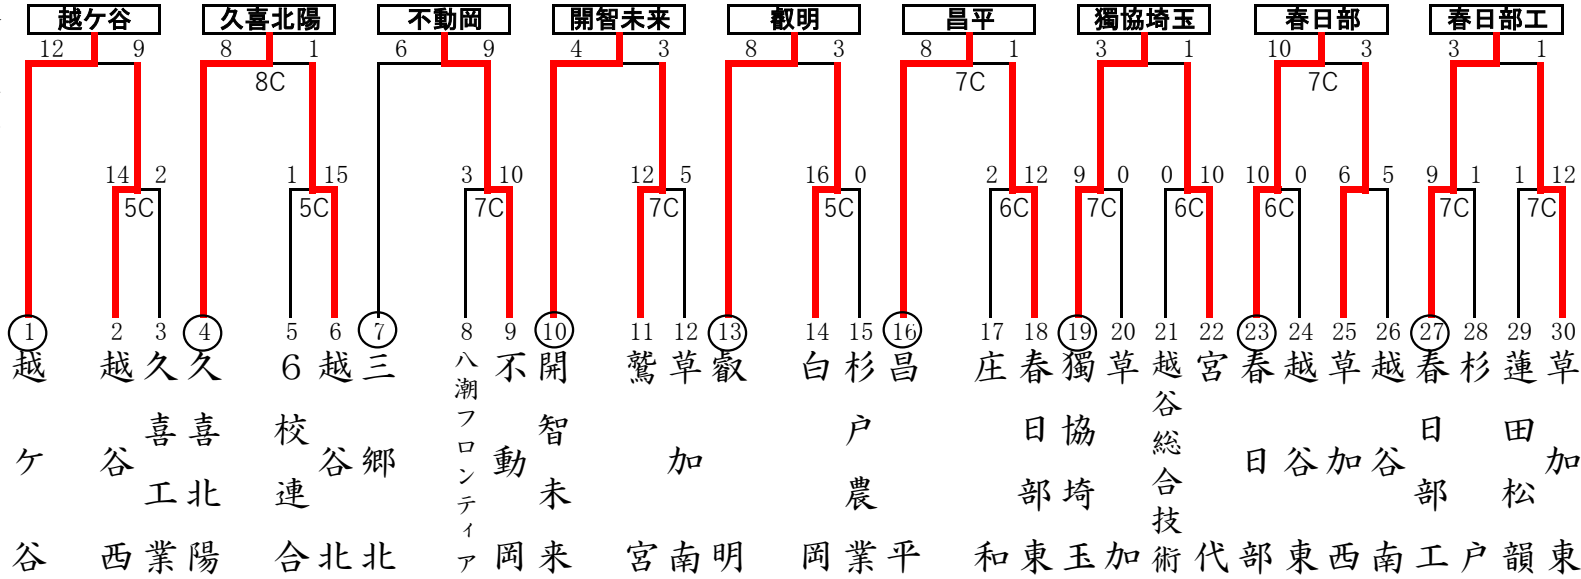 越ケ谷 久喜北陽 不動岡 開智未来 叡明 昌平 獨協埼玉 春日部 春日部工
12 9 8 1 6 9 4 3 8 3 8 1 3 1 10 3 3 1
8C 7C 7C
14 2 1 15 3 10 12 5 16 0 2 12 9 0 0 10 10 0 6 5 9 1 1 12
5C 5C 7C 7C 5C 6C 7C 6C 6C 7C 7C
1 2 3 4 5 6 7 8 9 10 11 12 13 14 15 16 17 18 19 20 21 22 23 24 25 26 27 28 29 30
越ケ谷
越谷西
久喜工業
久喜北陽
6校連合
越谷北
三郷北
八潮フロンティア
不動岡
開智未来
鷲宮
草加南
叡明
白岡
杉戸農業
昌平
庄和
春日部東
獨協埼玉
草加
越谷総合技術
宮代
春日部
越谷東
草加西
越谷南
春日部工
杉戸
蓮田松韻
草加東